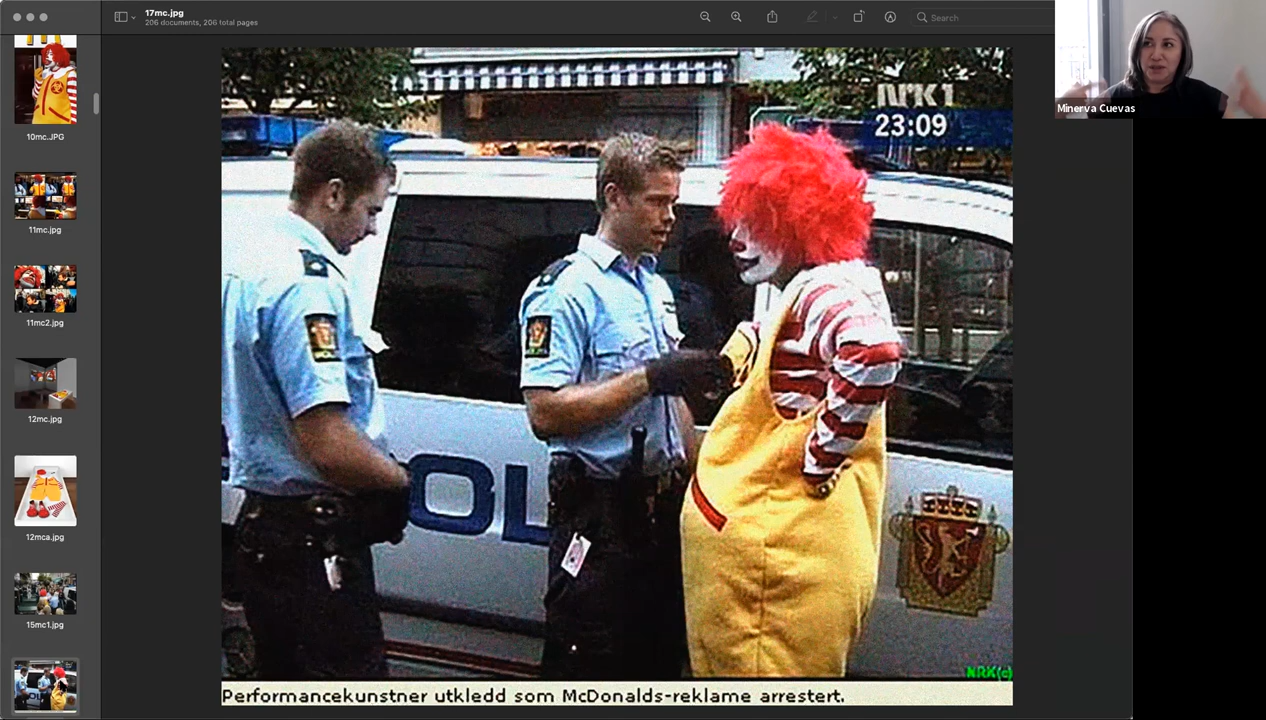 17mc.jpg
206 documents, 206 total pages
Search
Minerva Cuevas
10mc.JPG
11mc.jpg
11mc2.jpg
12mc.jpg
12mca.jpg
15mc1.jpg
NRK1
23:09
POL
NRK(c)
Performancekunstner utkledd som McDonalds-reklame arrestert.